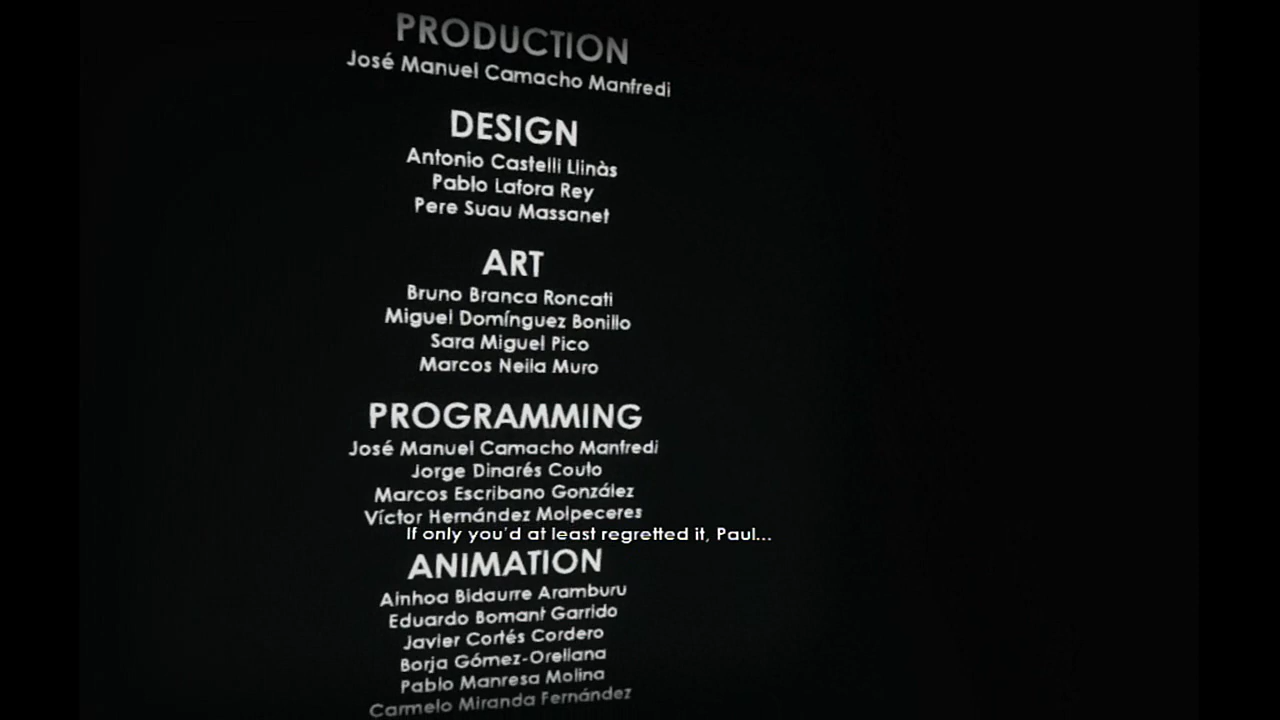 PRODUCTION
José Manuel Camacho Manfredi
DESIGN
Antonio Castelli Llinàs
Pablo Lafora Rey
Pere Suau Massanet
ART
Bruno Branca Roncati
Miguel Domínguez Bonillo
Sara Miguel Pico
Marcos Neila Muro
PROGRAMMING
José Manuel Camacho Manfredi
Jorge Dinarés Couto
Marcos Escribano González
Víctor Hernández Molpeceres
If only you'd at least regretted it, Paul...
ANIMATION
Ainhoa Bidaurre Aramburu
Eduardo Bomant Garrido
Javier Cortés Cordero
Borja Gómez-Orellana
Pablo Manresa Molina
Carmelo Miranda Fernández